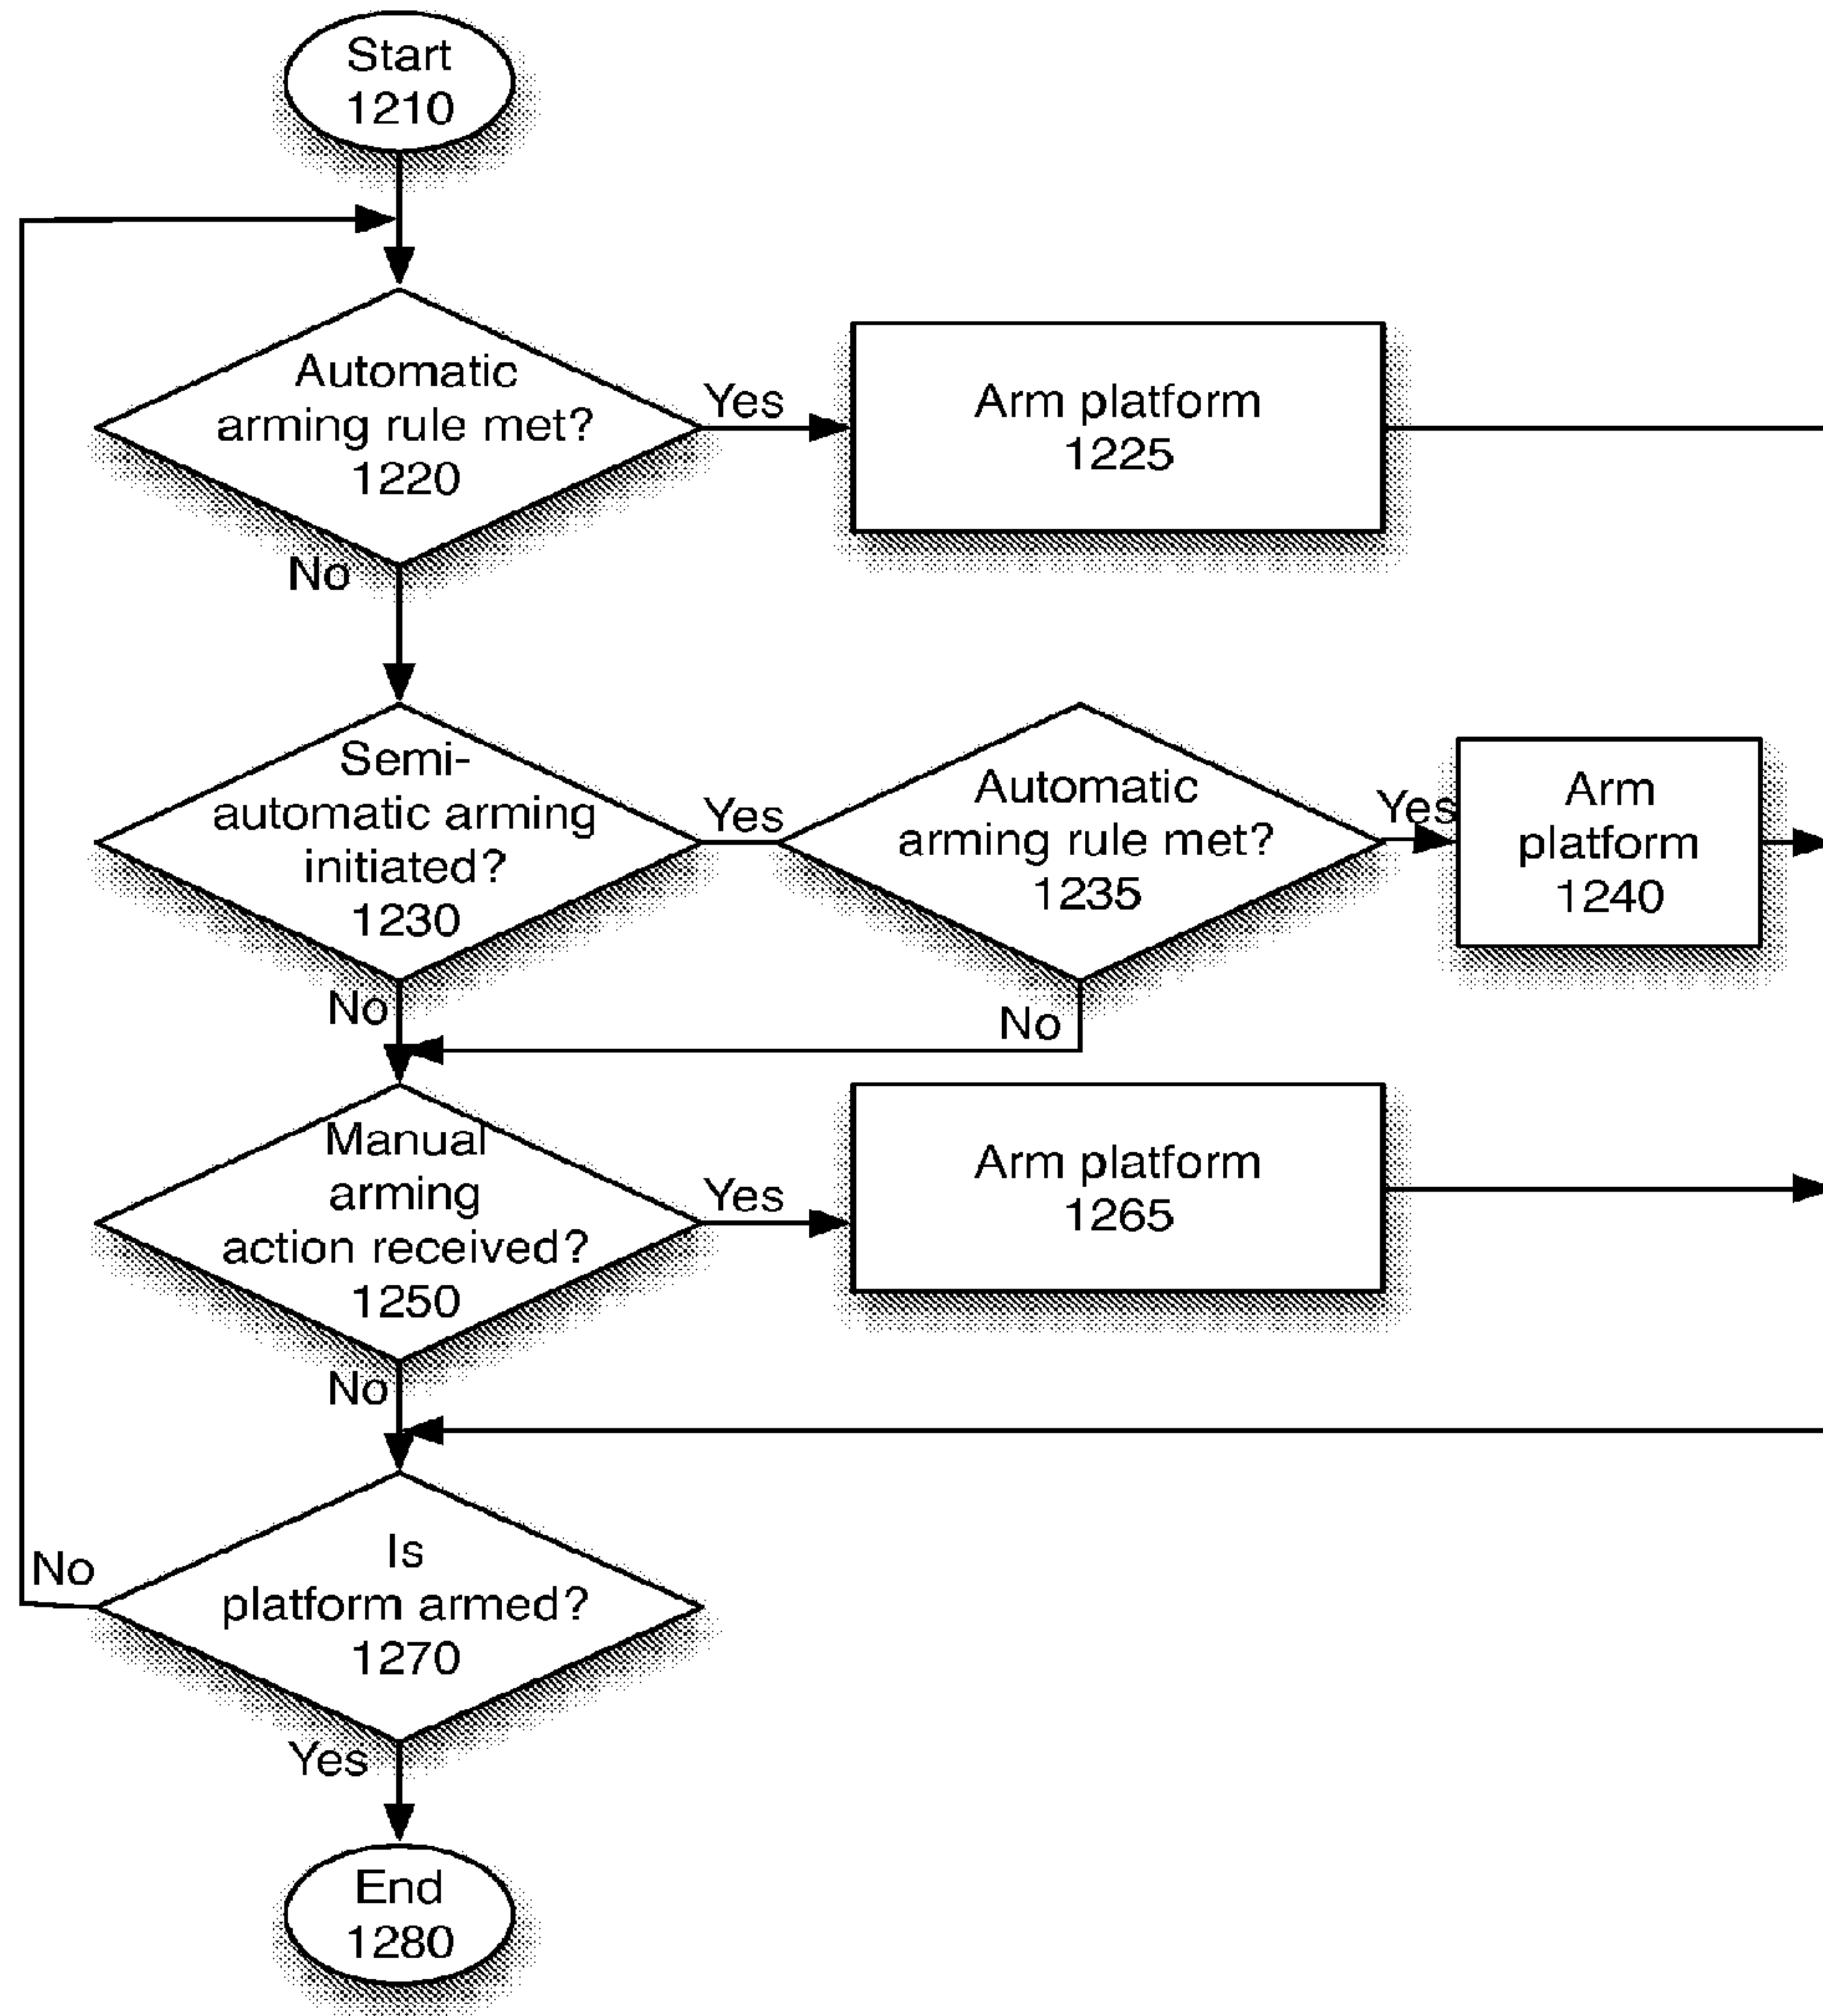 Start
1210
Automatic
arming rule met?
1220
Yes
Arm platform
1225
No
Semi-
automatic arming
initiated?
1230
Yes
Automatic
arming rule met?
1235
Yes
Arm
platform
1240
No
No
Manual
arming
action received?
1250
Yes
Arm platform
1265
No
Is
platform armed?
1270
No
Yes
End
1280